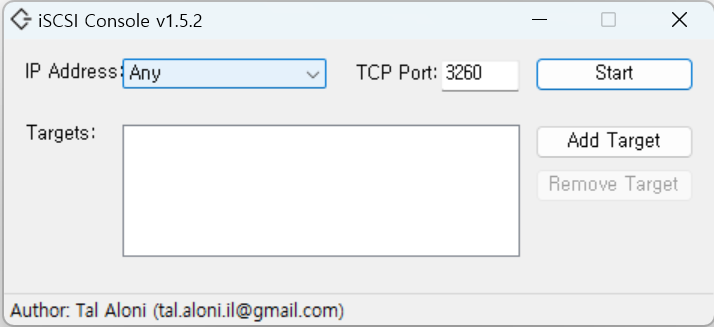 iSCSI Console v1.5.2
IP Address: Any TCP Port: 3260 Start
Targets: Add Target
Remove Target
Author: Tal Aloni (tal.aloni.il@gmail.com)